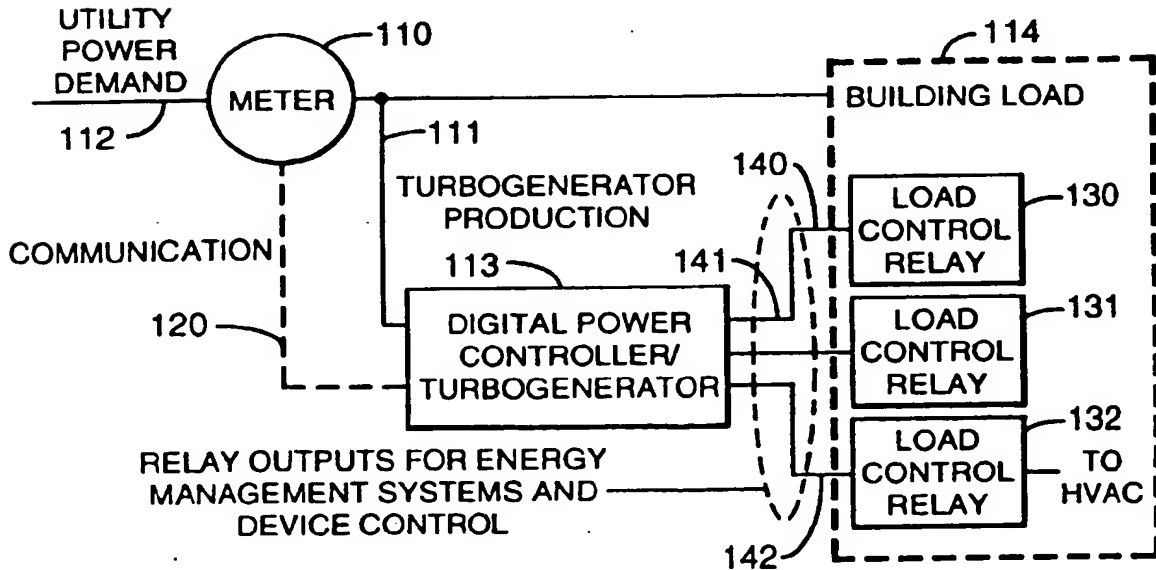 UTILITY
POWER
DEMAND
110
114
METER
BUILDING LOAD
112
111
140
TURBOGENERATOR
PRODUCTION
LOAD
CONTROL
RELAY
130
COMMUNICATION
113
141
120
DIGITAL POWER
CONTROLLER/
TURBOGENERATOR
LOAD
CONTROL
RELAY
131
RELAY OUTPUTS FOR ENERGY
MANAGEMENT SYSTEMS AND
DEVICE CONTROL
142
LOAD
CONTROL
RELAY
132
TO
HVAC